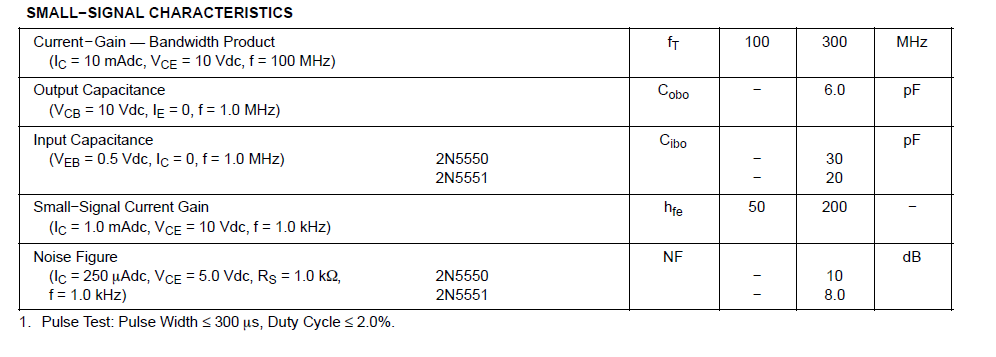 SMALL−SIGNAL CHARACTERISTICS
Current−Gain — Bandwidth Product fT 100 300 MHz
(IC = 10 mAdc, VCE = 10 Vdc, f = 100 MHz)
Output Capacitance Cobo − 6.0 pF
(VCB = 10 Vdc, IE = 0, f = 1.0 MHz)
Input Capacitance Cibo pF
(VEB = 0.5 Vdc, IC = 0, f = 1.0 MHz) 2N5550 − 30
2N5551 − 20
Small−Signal Current Gain hfe 50 200 −
(IC = 1.0 mAdc, VCE = 10 Vdc, f = 1.0 kHz)
Noise Figure NF dB
(IC = 250 μAdc, VCE = 5.0 Vdc, RS = 1.0 kΩ, 2N5550 − 10
f = 1.0 kHz) 2N5551 − 8.0
1. Pulse Test: Pulse Width ≤ 300 μs, Duty Cycle ≤ 2.0%.